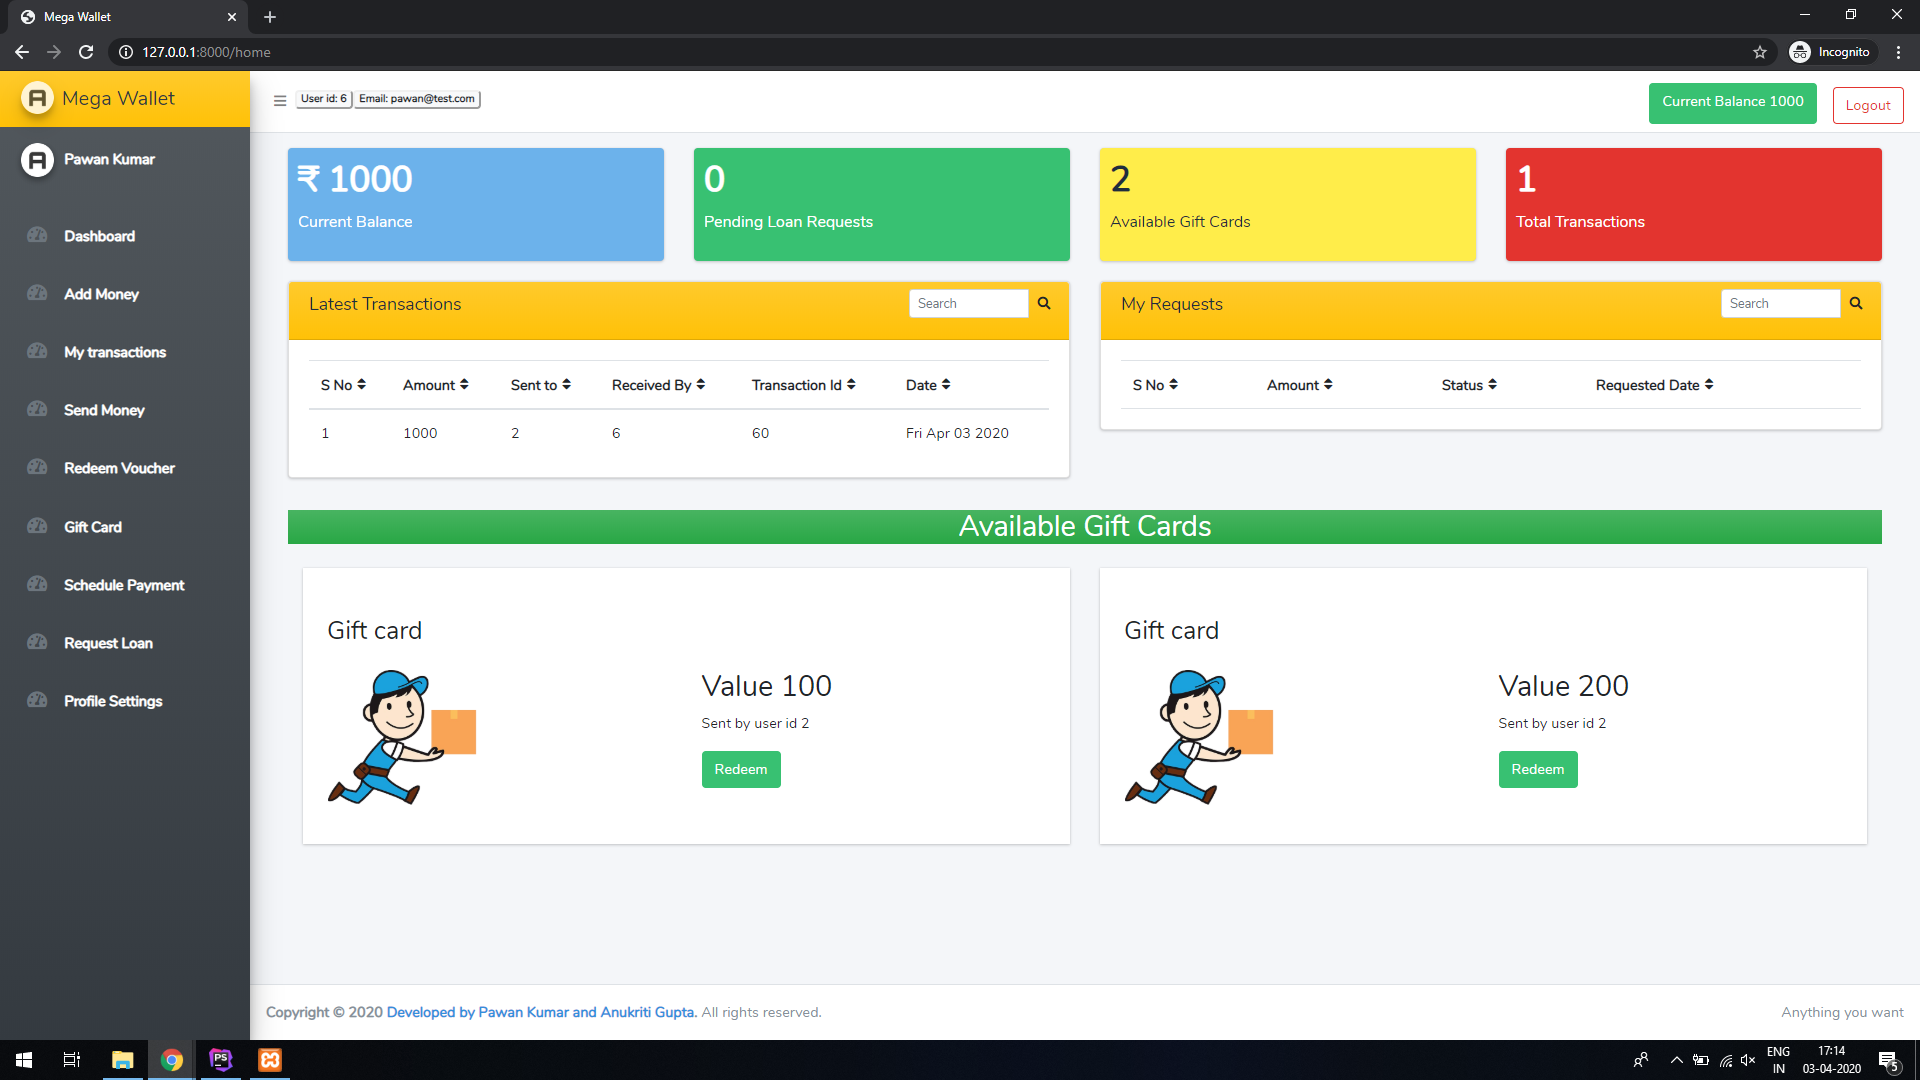 Mega Wallet
127.0.0.1:8000/home
Incognito
A Mega Wallet
User id: 6 Email: pawan@test.com
Current Balance 1000
Logout
A Pawan Kumar
Dashboard
Add Money
My transactions
Send Money
Redeem Voucher
Gift Card
Schedule Payment
Request Loan
Profile Settings
₹ 1000
Current Balance
0
Pending Loan Requests
2
Available Gift Cards
1
Total Transactions
Latest Transactions Search
S No Amount Sent to Received By Transaction Id Date
1 1000 2 6 60 Fri Apr 03 2020
My Requests Search
S No Amount Status Requested Date
Available Gift Cards
Gift card
Value 100
Sent by user id 2
Redeem
Gift card
Value 200
Sent by user id 2
Redeem
Copyright © 2020 Developed by Pawan Kumar and Anukriti Gupta. All rights reserved.
Anything you want
PS
ENG
IN
17:14
03-04-2020
5